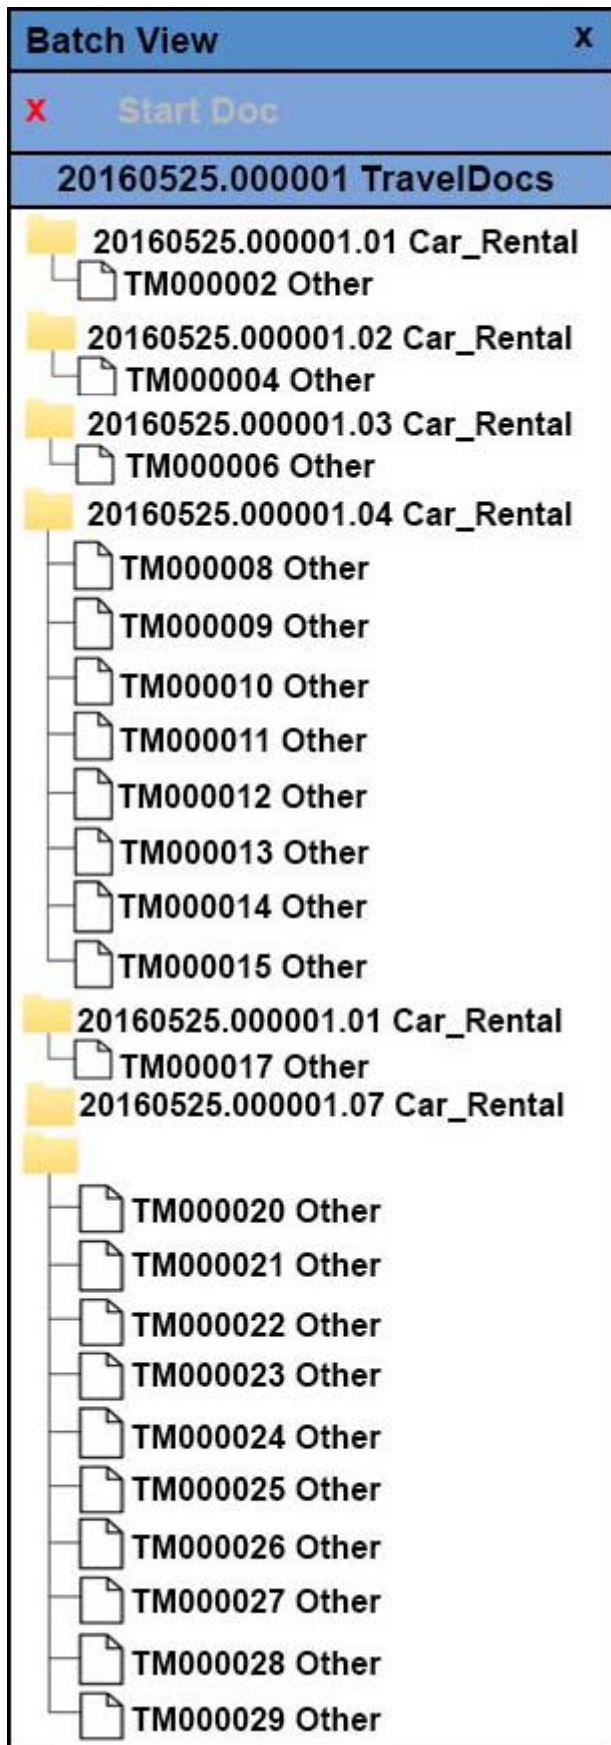 Batch View x
x Start Doc
20160525.000001 TravelDocs
20160525.000001.01 Car_Rental
TM000002 Other
20160525.000001.02 Car_Rental
TM000004 Other
20160525.000001.03 Car_Rental
TM000006 Other
20160525.000001.04 Car_Rental
TM000008 Other
TM000009 Other
TM000010 Other
TM000011 Other
TM000012 Other
TM000013 Other
TM000014 Other
TM000015 Other
20160525.000001.01 Car_Rental
TM000017 Other
20160525.000001.07 Car_Rental
TM000020 Other
TM000021 Other
TM000022 Other
TM000023 Other
TM000024 Other
TM000025 Other
TM000026 Other
TM000027 Other
TM000028 Other
TM000029 Other